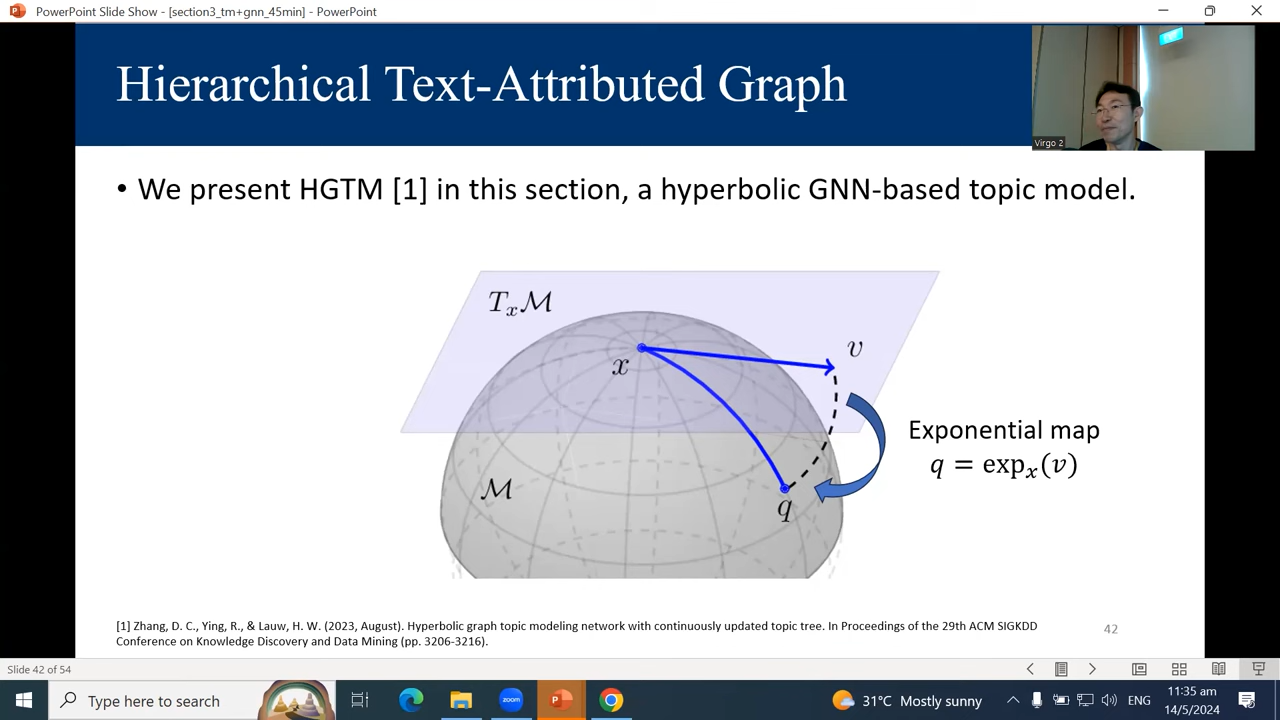 PowerPoint Slide Show - [section3_tm+gnn_45min] - PowerPoint
Hierarchical Text-Attributed Graph
Virgo 2
• We present HGTM [1] in this section, a hyperbolic GNN-based topic model.
Tₓℳ
x
v
Exponential map
q = expₓ(v)
ℳ
q
[1] Zhang, D. C., Ying, R., & Lauw, H. W. (2023, August). Hyperbolic graph topic modeling network with continuously updated topic tree. In Proceedings of the 29th ACM SIGKDD
Conference on Knowledge Discovery and Data Mining (pp. 3206-3216).
42
Slide 42 of 54
Type here to search
zoom
31°C Mostly sunny
ENG
11:35 am
14/5/2024